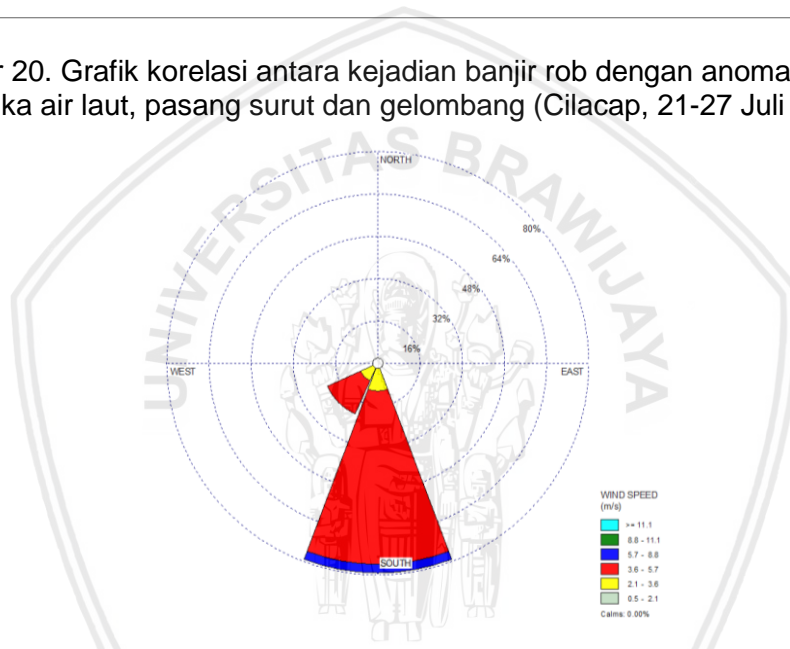 r 20. Grafik korelasi antara kejadian banjir rob dengan anoma
ka air laut, pasang surut dan gelombang (Cilacap, 21-27 Juli
UNIVERSITAS BRAWIJAYA
NORTH
80%
64%
48%
32%
16%
WEST
EAST
SOUTH
WIND SPEED
(m/s)
>= 11.1
8.8 - 11.1
5.7 - 8.8
3.6 - 5.7
2.1 - 3.6
0.5 - 2.1
Calms: 0.00%